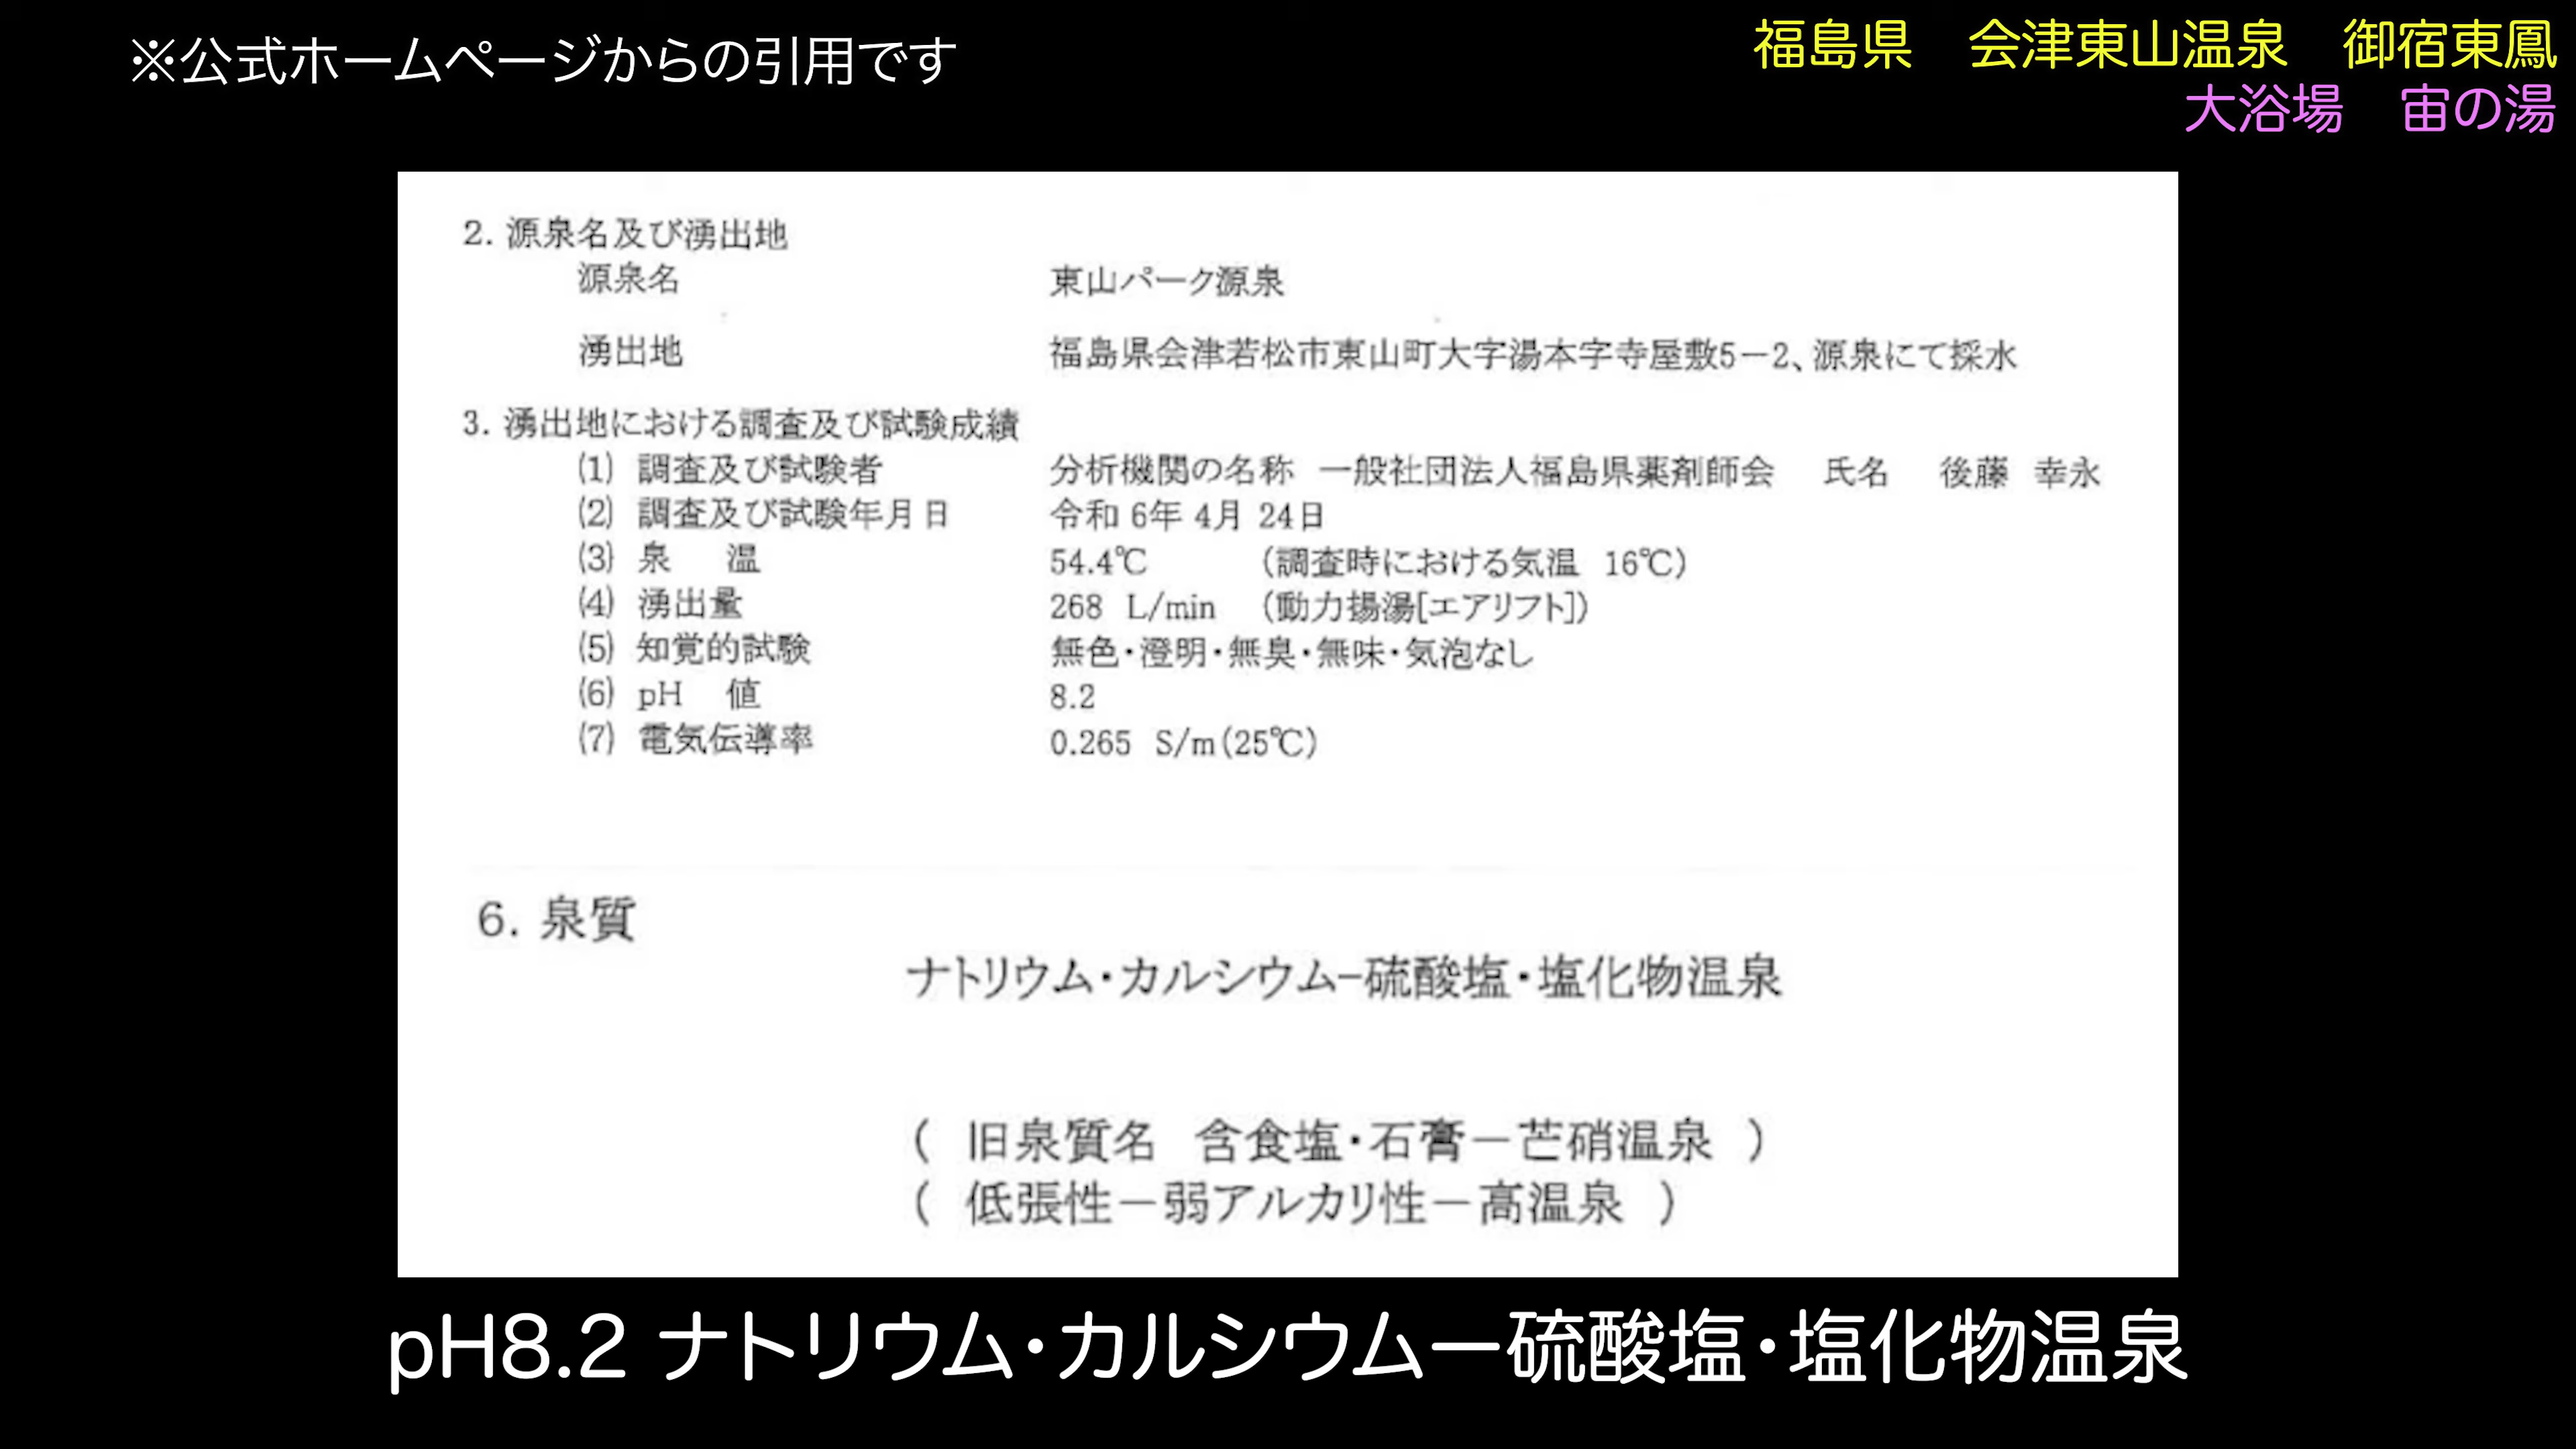 ※公式ホームページからの引用です
福島県　会津東山温泉　御宿東鳳
大浴場　宙の湯
2. 源泉名及び湧出地
源泉名　東山パーク源泉
湧出地　福島県会津若松市東山町大字湯本字寺屋敷5－2、源泉にて採水
3. 湧出地における調査及び試験成績
(1) 調査及び試験者　分析機関の名称　一般社団法人福島県薬剤師会　氏名　後藤　幸永
(2) 調査及び試験年月日　令和 6年 4月 24日
(3) 泉　温　54.4℃　（調査時における気温 16℃）
(4) 湧出量　268 L/min　（動力揚湯[エアリフト]）
(5) 知覚的試験　無色・澄明・無臭・無味・気泡なし
(6) pH　値　8.2
(7) 電気伝導率　0.265 S/m（25℃）
6. 泉質
ナトリウム・カルシウム－硫酸塩・塩化物温泉
（ 旧泉質名　含食塩・石膏－芒硝温泉 ）
（ 低張性－弱アルカリ性－高温泉 ）
pH8.2 ナトリウム・カルシウムー硫酸塩・塩化物温泉